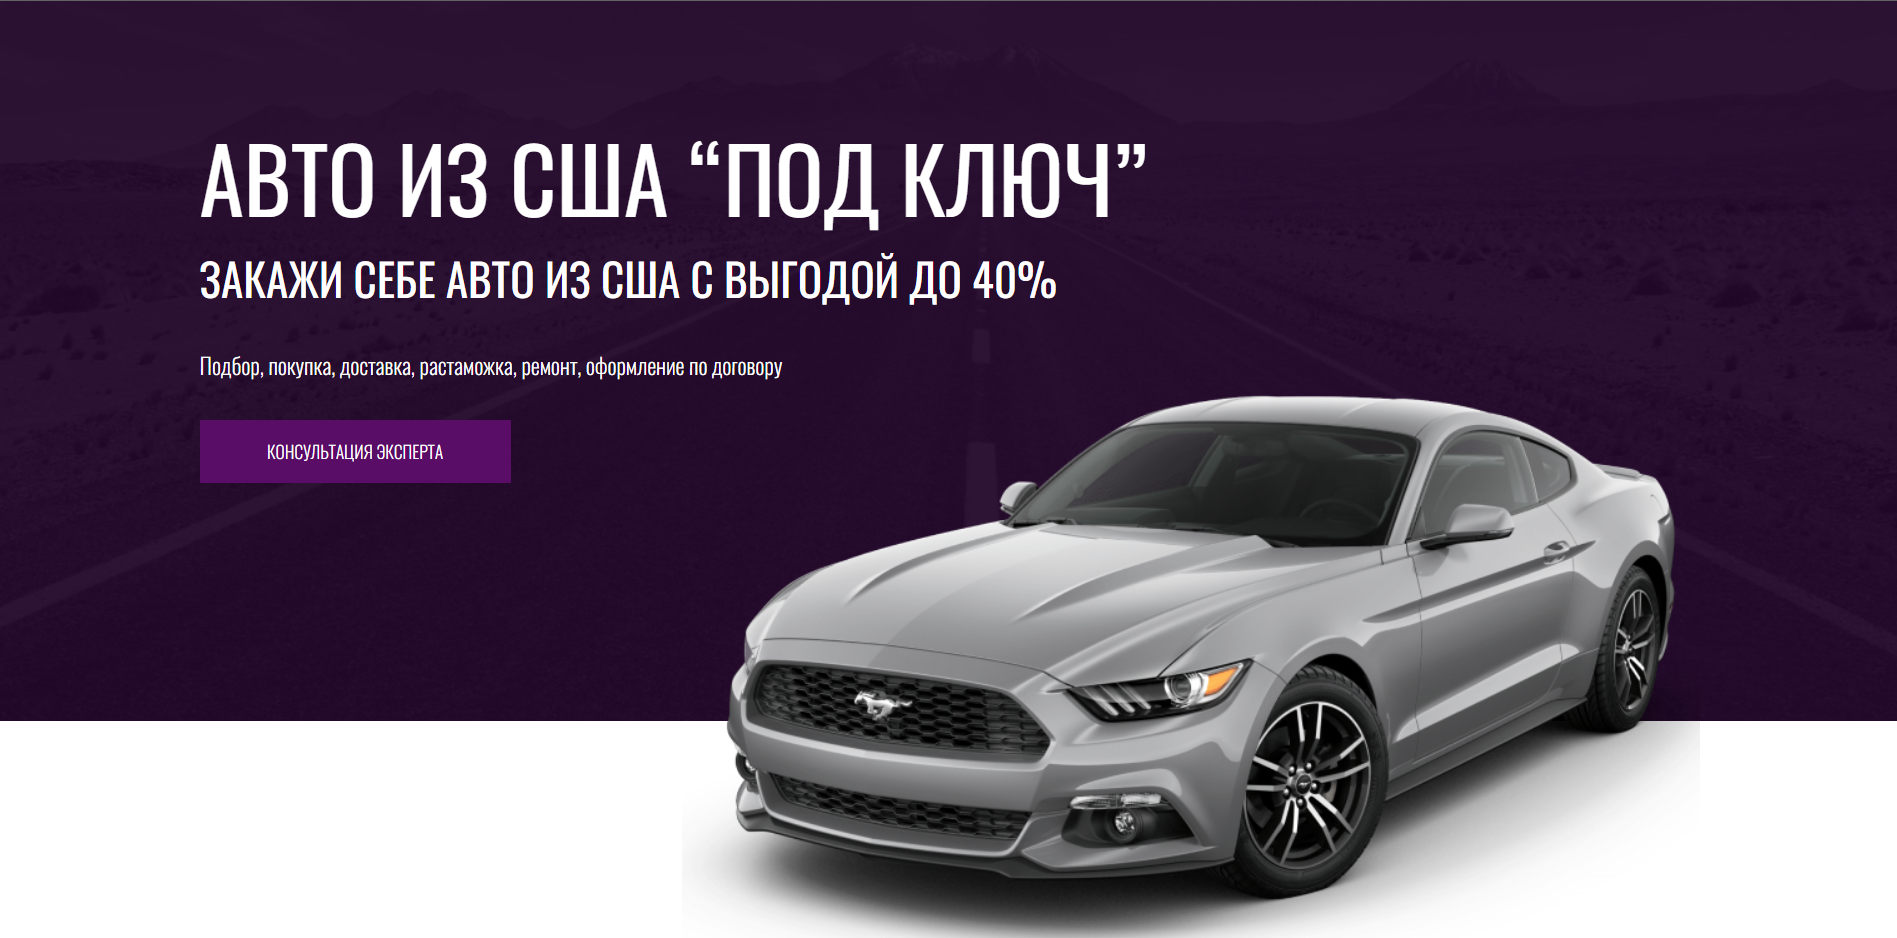 АВТО ИЗ США “ПОД КЛЮЧ”
ЗАКАЖИ СЕБЕ АВТО ИЗ США С ВЫГОДОЙ ДО 40%
Подбор, покупка, доставка, растаможка, ремонт, оформление по договору
КОНСУЛЬТАЦИЯ ЭКСПЕРТА